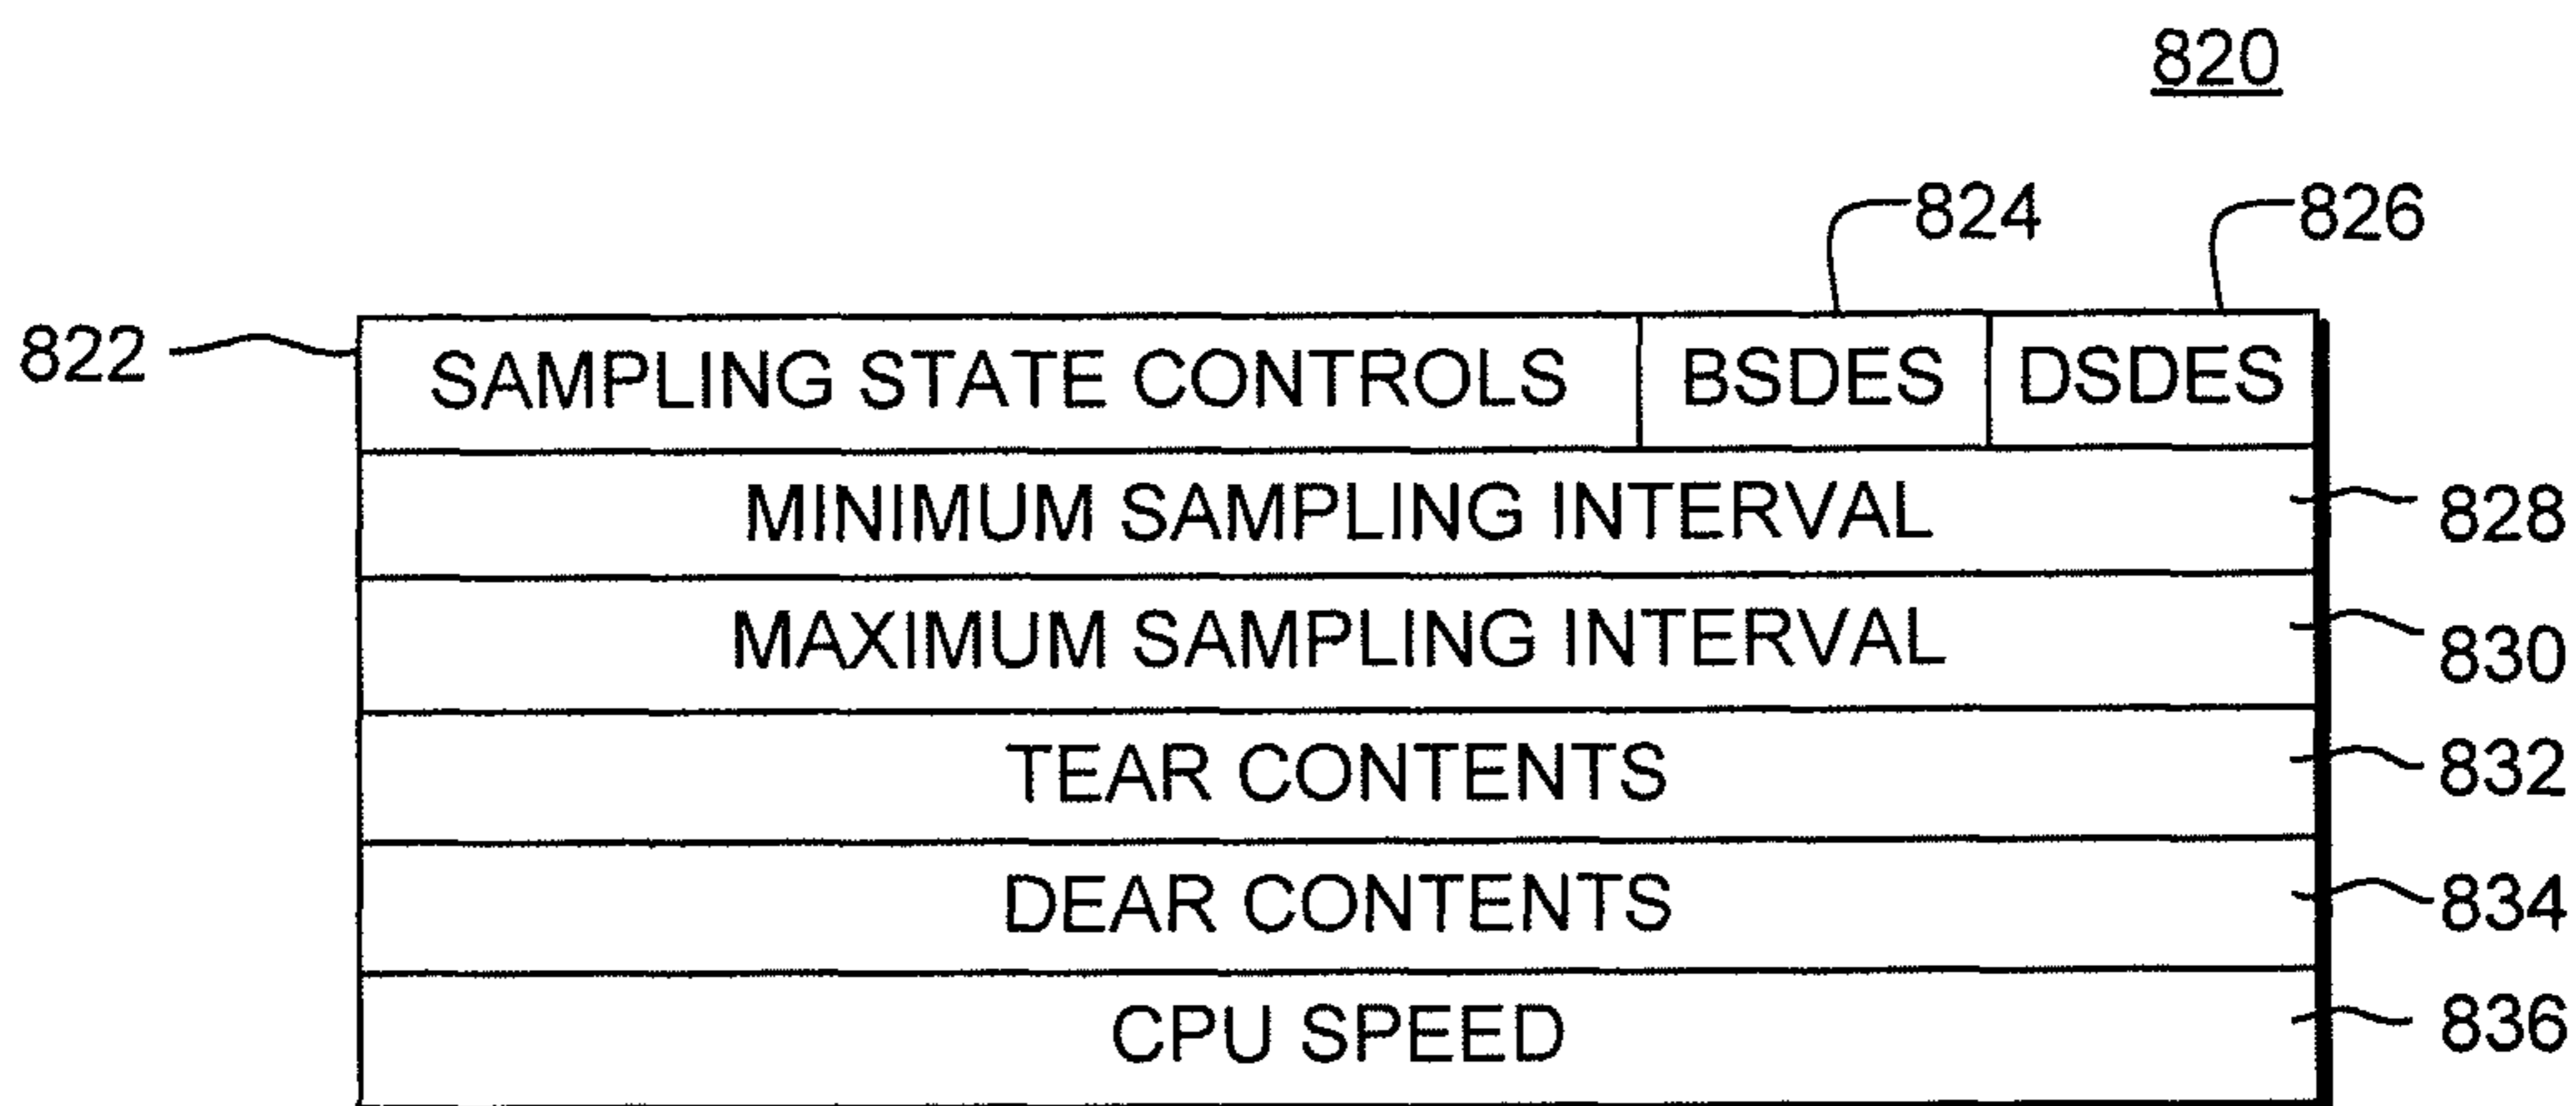 820
824 826
822 SAMPLING STATE CONTROLS BSDES DSDES
MINIMUM SAMPLING INTERVAL 828
MAXIMUM SAMPLING INTERVAL 830
TEAR CONTENTS 832
DEAR CONTENTS 834
CPU SPEED 836